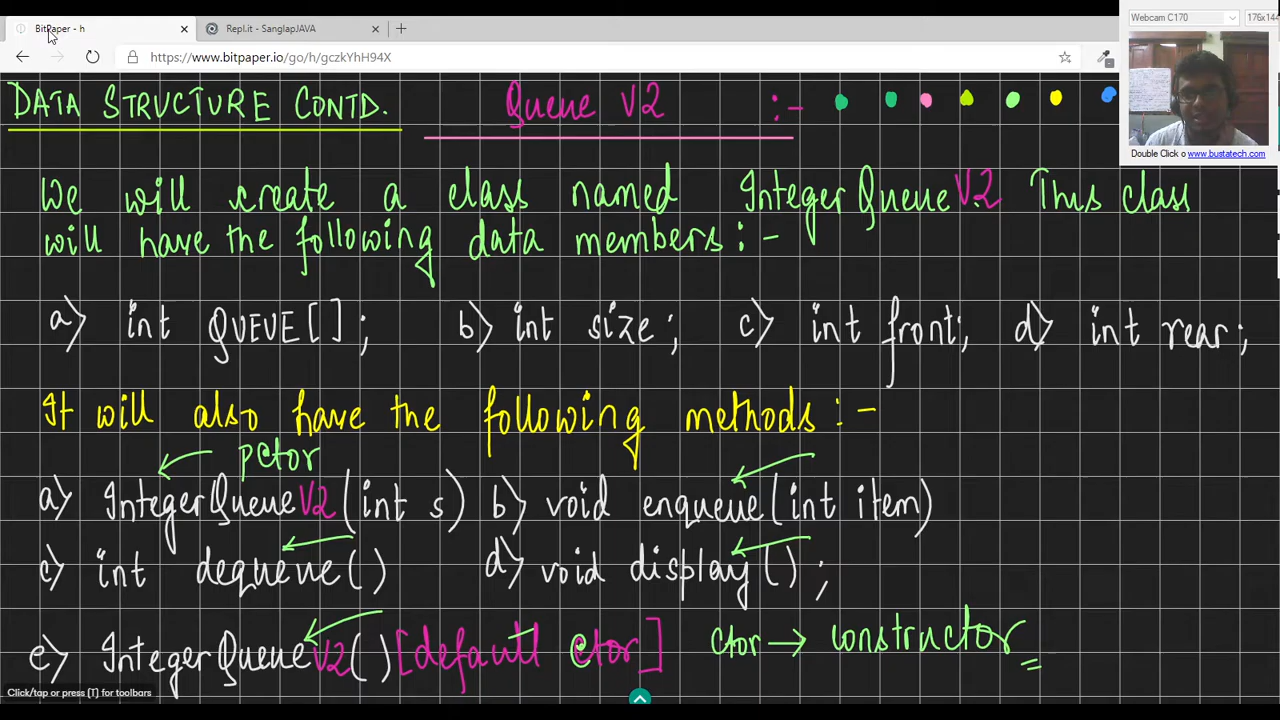 BitPaper - h
Repl.it - SanglapJAVA
Webcam C170
176x14
https://www.bitpaper.io/go/h/gczkYhH94X
DATA STRUCTURE CONTD. Queue V2 :-
Double Click o www.bustatech.com
We will create a class named IntegerQueueV2 This class
will have the following data members :-
a) int QUEUE[]; b) int size; c) int front; d) int rear;
It will also have the following methods :-
pctor
a) IntegerQueueV2(int s) b) void enqueue(int item)
c) int dequeue() d) void display();
e) IntegerQueueV2() [default ctor] ctor → constructor
Click/tap or press [T] for toolbars